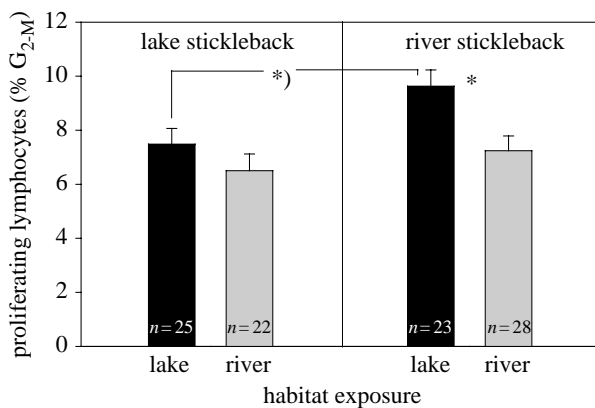 proliferating lymphocytes (% G2-M)
12
10
8
6
4
2
0
lake stickleback
river stickleback
*)
*
n=25
n=22
n=23
n=28
lake
river
lake
river
habitat exposure